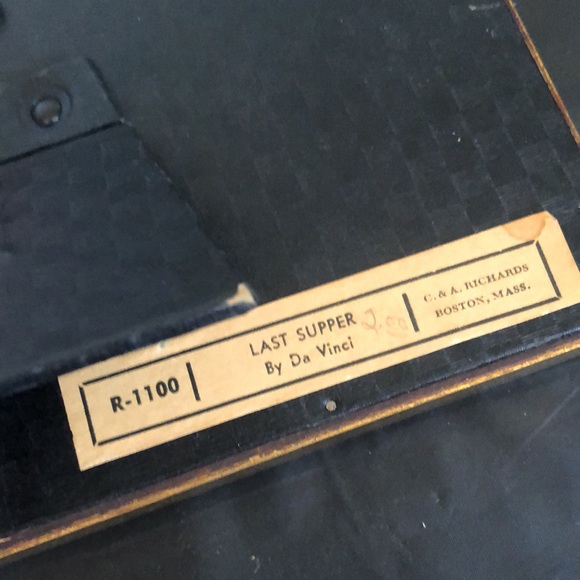 R-1100
LAST SUPPER
By Da Vinci
C. & A. RICHARDS
BOSTON, MASS.